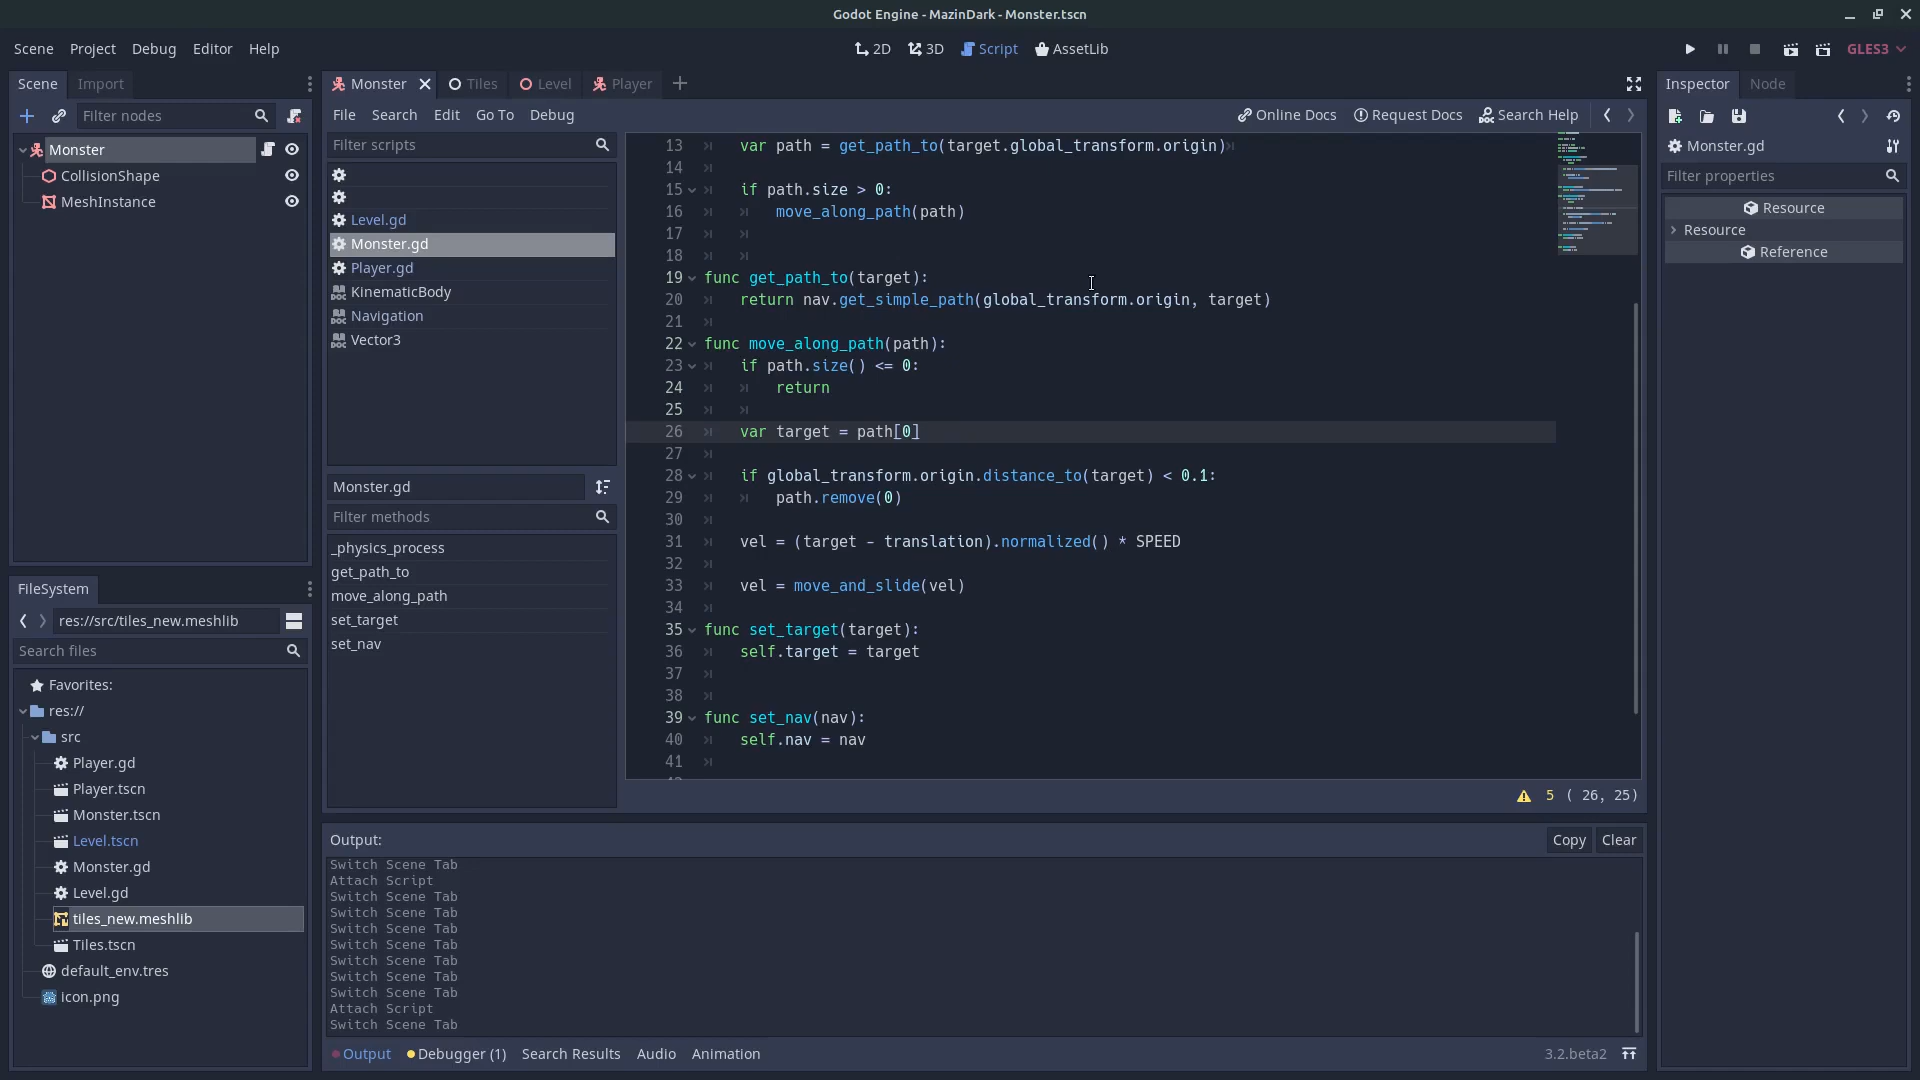 Godot Engine - MazinDark - Monster.tscn
Scene Project Debug Editor Help
2D 3D Script AssetLib
GLES3
Scene Import
Filter nodes
Monster
CollisionShape
MeshInstance
FileSystem
res://src/tiles_new.meshlib
Search files
Favorites:
res://
src
Player.gd
Player.tscn
Monster.tscn
Level.tscn
Monster.gd
Level.gd
tiles_new.meshlib
Tiles.tscn
default_env.tres
icon.png
Monster Tiles Level Player
File Search Edit Go To Debug
Online Docs Request Docs Search Help
Filter scripts
Level.gd
Monster.gd
Player.gd
KinematicBody
Navigation
Vector3
Monster.gd
Filter methods
_physics_process
get_path_to
move_along_path
set_target
set_nav
13 var path = get_path_to(target.global_transform.origin)
14
15 if path.size > 0:
16 move_along_path(path)
17
18
19 func get_path_to(target):
20 return nav.get_simple_path(global_transform.origin, target)
21
22 func move_along_path(path):
23 if path.size() <= 0:
24 return
25
26 var target = path[0]
27
28 if global_transform.origin.distance_to(target) < 0.1:
29 path.remove(0)
30
31 vel = (target - translation).normalized() * SPEED
32
33 vel = move_and_slide(vel)
34
35 func set_target(target):
36 self.target = target
37
38
39 func set_nav(nav):
40 self.nav = nav
41
5 ( 26, 25)
Output:
Copy Clear
Switch Scene Tab
Attach Script
Switch Scene Tab
Switch Scene Tab
Switch Scene Tab
Switch Scene Tab
Switch Scene Tab
Switch Scene Tab
Switch Scene Tab
Attach Script
Switch Scene Tab
Output Debugger (1) Search Results Audio Animation
3.2.beta2
Inspector Node
Monster.gd
Filter properties
Resource
Resource
Reference